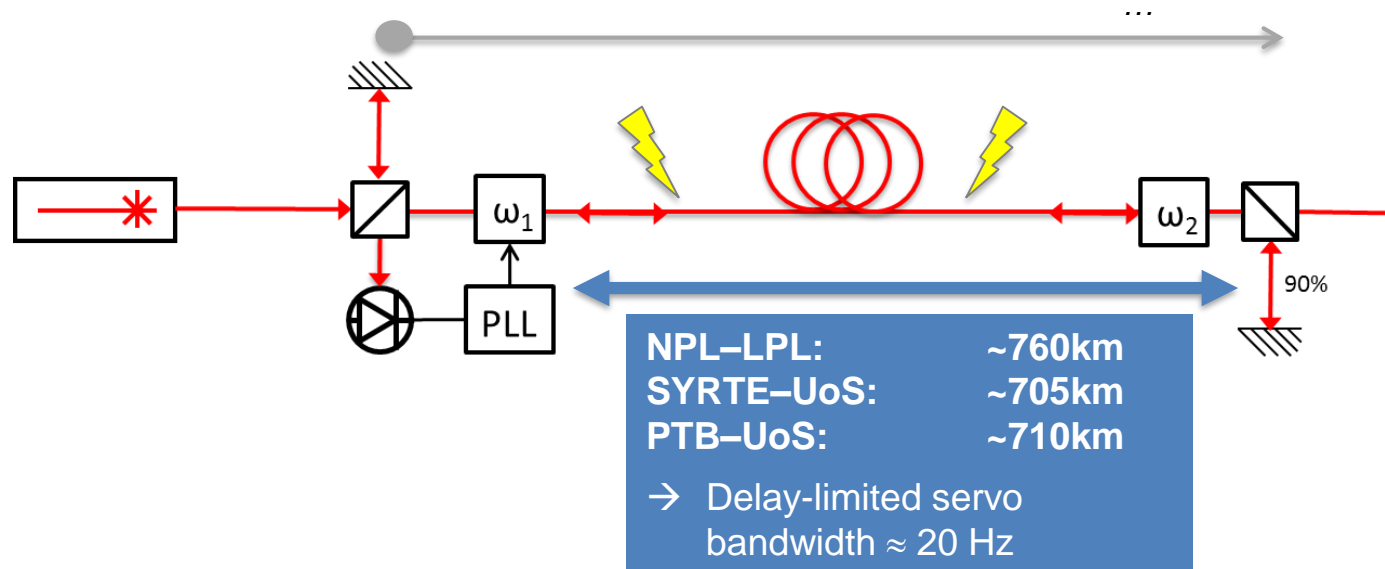 ...
ω1
ω2
90%
PLL
NPL–LPL: ~760km
SYRTE–UoS: ~705km
PTB–UoS: ~710km
→ Delay-limited servo
bandwidth ≈ 20 Hz